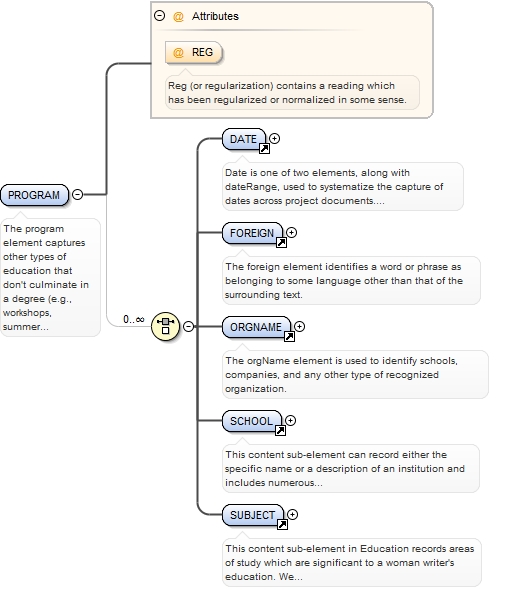 @ Attributes
@ REG
Reg (or regularization) contains a reading which
has been regularized or normalized in some sense.
PROGRAM
The program
element captures
other types of
education that
don't culminate in
a degree (e.g.,
workshops,
summer...
0..∞
DATE
Date is one of two elements, along with
dateRange, used to systematize the capture of
dates across project documents....
FOREIGN
The foreign element identifies a word or phrase as
belonging to some language other than that of the
surrounding text.
ORGNAME
The orgName element is used to identify schools,
companies, and any other type of recognized
organization.
SCHOOL
This content sub-element can record either the
specific name or a description of an institution and
includes numerous...
SUBJECT
This content sub-element in Education records areas
of study which are significant to a woman writer's
education. We...